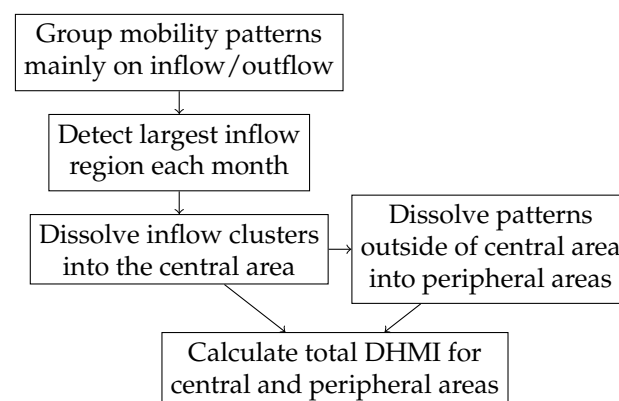 Group mobility patterns
mainly on inflow/outflow
Detect largest inflow
region each month
Dissolve inflow clusters
into the central area
Dissolve patterns
outside of central area
into peripheral areas
Calculate total DHMI for
central and peripheral areas